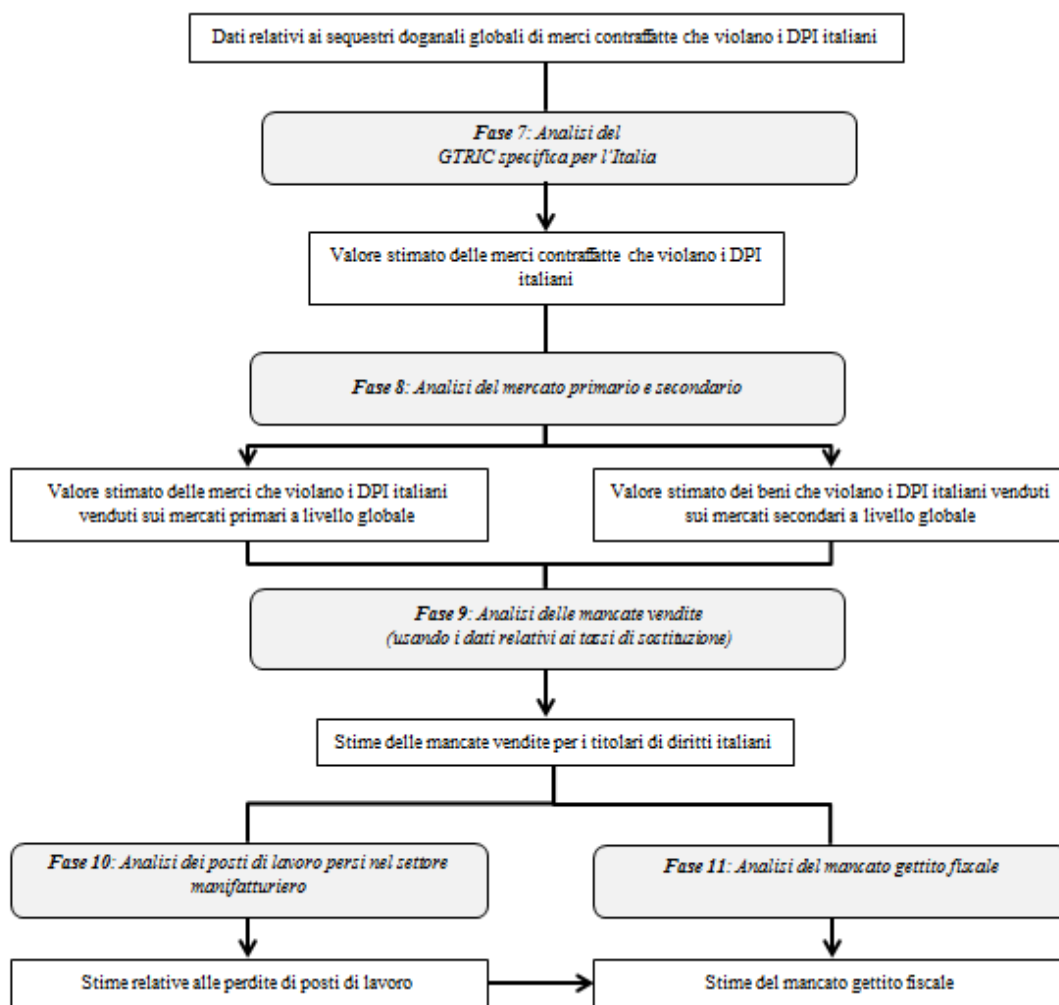 Dati relativi ai sequestri doganali globali di merci contraffatte che violano i DPI italiani
Fase 7: Analisi del
GTRIC specifica per l'Italia
Valore stimato delle merci contraffatte che violano i DPI
italiani
Fase 8: Analisi del mercato primario e secondario
Valore stimato delle merci che violano i DPI italiani
venduti sui mercati primari a livello globale
Valore stimato dei beni che violano i DPI italiani venduti
sui mercati secondari a livello globale
Fase 9: Analisi delle mancate vendite
(usando i dati relativi ai tassi di sostituzione)
Stime delle mancate vendite per i titolari di diritti italiani
Fase 10: Analisi dei posti di lavoro persi nel settore
manifatturiero
Fase 11: Analisi del mancato gettito fiscale
Stime relative alle perdite di posti di lavoro
Stime del mancato gettito fiscale